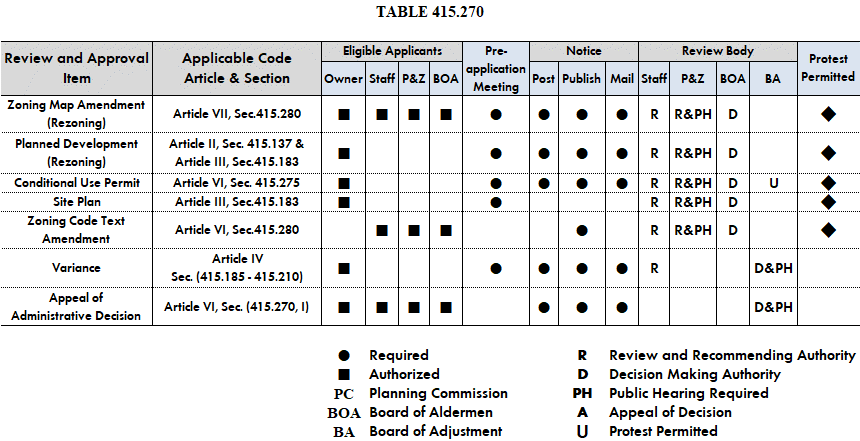 TABLE 415.270
Review and Approval Item Applicable Code Article & Section Eligible Applicants Pre-application Meeting Notice Review Body Protest Permitted
Owner Staff P&Z BOA Post Publish Mail Staff P&Z BOA BA
Zoning Map Amendment (Rezoning) Article VII, Sec.415.280 ■ ■ ■ ■ ● ● ● ● R R&PH D ◆
Planned Development (Rezoning) Article II, Sec. 415.137 & Article III, Sec.415.183 ■ ● ● ● ● R R&PH D ◆
Conditional Use Permit Article VI, Sec. 415.275 ■ ● ● ● ● R R&PH D U ◆
Site Plan Article III, Sec.415.183 ■ ● R R&PH D ◆
Zoning Code Text Amendment Article VI, Sec.415.280 ■ ■ ■ ● R R&PH D ◆
Variance Article IV Sec. (415.185 - 415.210) ■ ● ● ● ● R D&PH
Appeal of Administrative Decision Article VI, Sec. (415.270, I) ■ ■ ■ ■ ● ● ● D&PH
● Required R Review and Recommending Authority
■ Authorized D Decision Making Authority
PC Planning Commission PH Public Hearing Required
BOA Board of Aldermen A Appeal of Decision
BA Board of Adjustment U Protest Permitted